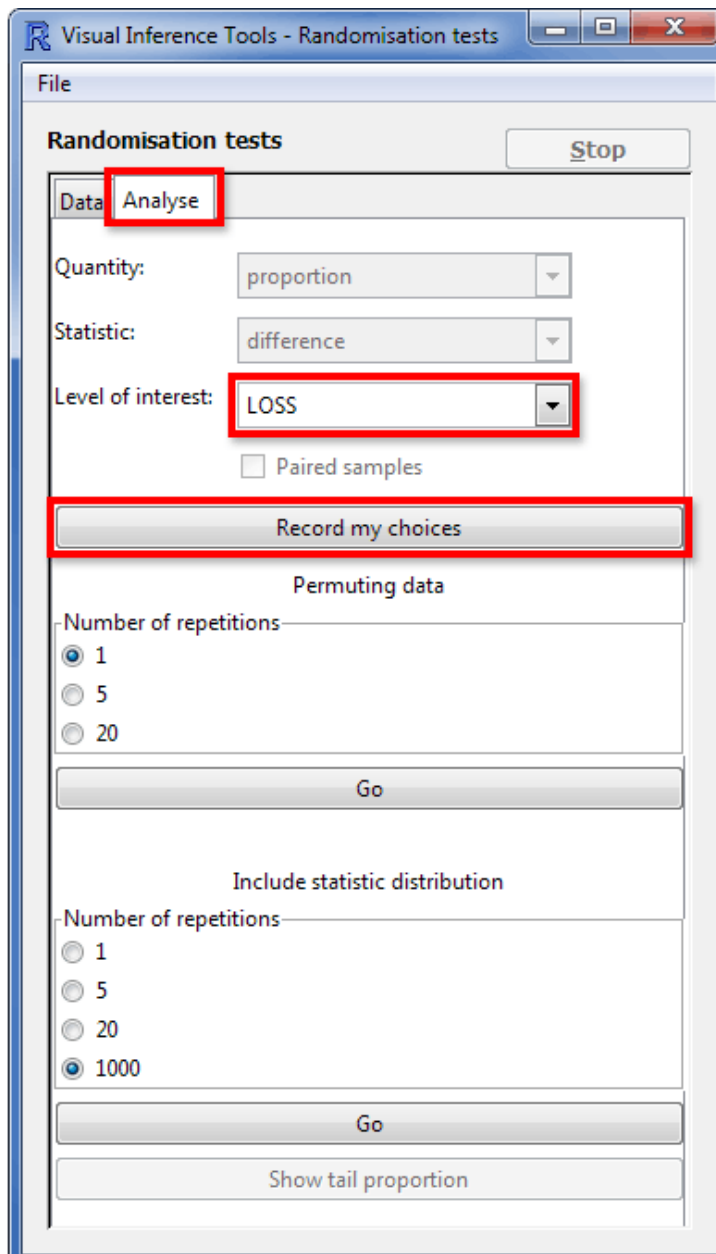 Visual Inference Tools - Randomisation tests
File
Randomisation tests
Stop
Data Analyse
Quantity: proportion
Statistic: difference
Level of interest: LOSS
Paired samples
Record my choices
Permuting data
Number of repetitions
1
5
20
Go
Include statistic distribution
Number of repetitions
1
5
20
1000
Go
Show tail proportion